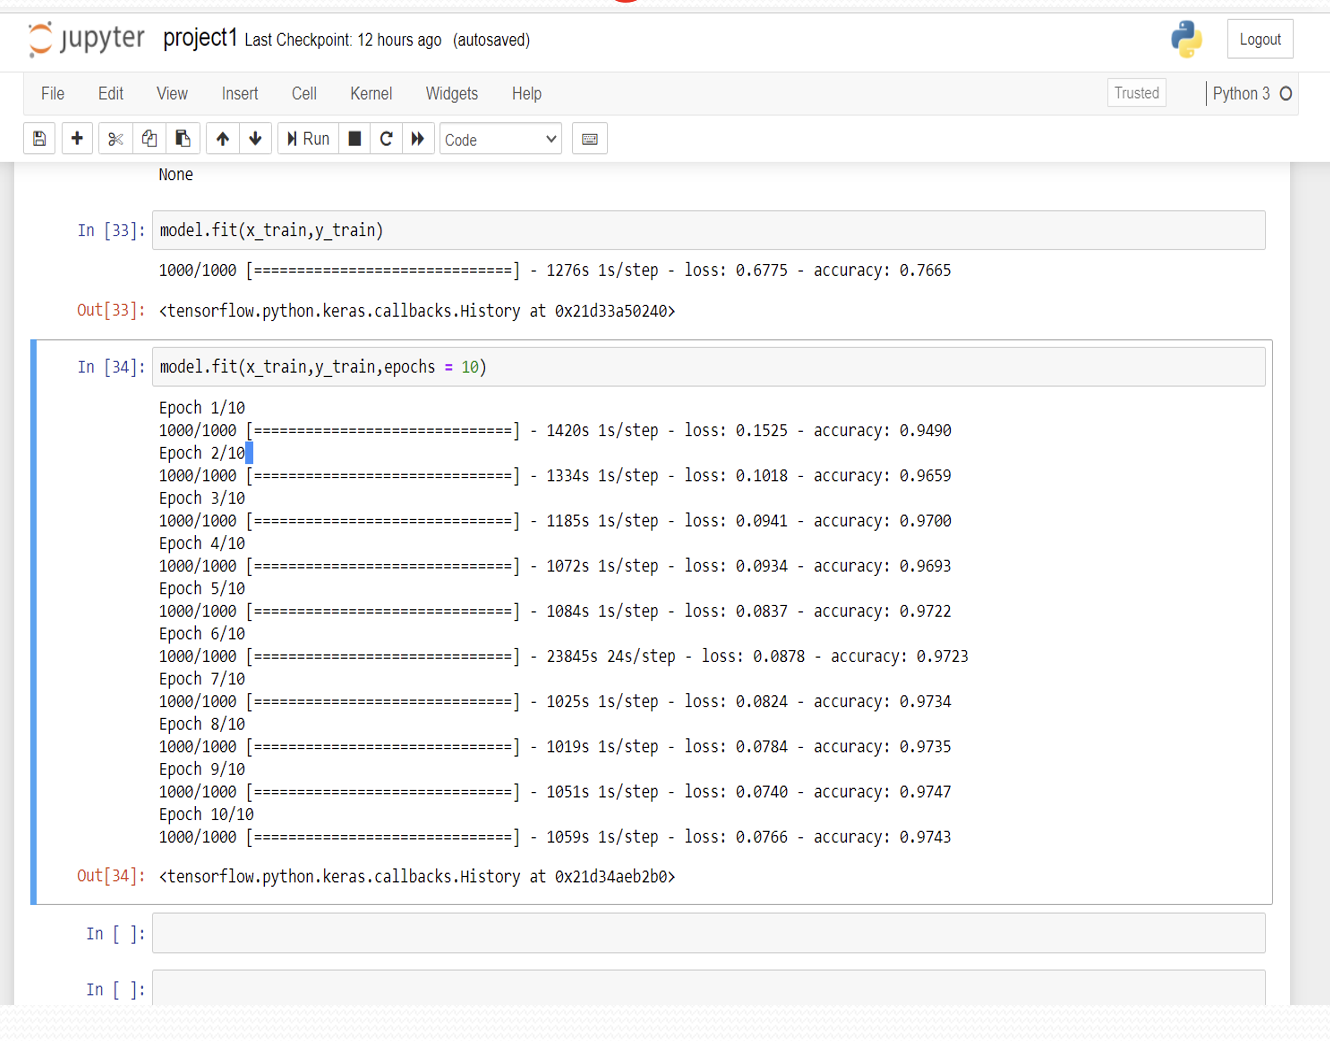 jupyter project1 Last Checkpoint: 12 hours ago (autosaved) Logout
File Edit View Insert Cell Kernel Widgets Help Trusted Python 3
Run Code
None
In [33]: model.fit(x_train,y_train)
1000/1000 [==============================] - 1276s 1s/step - loss: 0.6775 - accuracy: 0.7665
Out[33]: <tensorflow.python.keras.callbacks.History at 0x21d33a50240>
In [34]: model.fit(x_train,y_train,epochs = 10)
Epoch 1/10
1000/1000 [==============================] - 1420s 1s/step - loss: 0.1525 - accuracy: 0.9490
Epoch 2/10
1000/1000 [==============================] - 1334s 1s/step - loss: 0.1018 - accuracy: 0.9659
Epoch 3/10
1000/1000 [==============================] - 1185s 1s/step - loss: 0.0941 - accuracy: 0.9700
Epoch 4/10
1000/1000 [==============================] - 1072s 1s/step - loss: 0.0934 - accuracy: 0.9693
Epoch 5/10
1000/1000 [==============================] - 1084s 1s/step - loss: 0.0837 - accuracy: 0.9722
Epoch 6/10
1000/1000 [==============================] - 23845s 24s/step - loss: 0.0878 - accuracy: 0.9723
Epoch 7/10
1000/1000 [==============================] - 1025s 1s/step - loss: 0.0824 - accuracy: 0.9734
Epoch 8/10
1000/1000 [==============================] - 1019s 1s/step - loss: 0.0784 - accuracy: 0.9735
Epoch 9/10
1000/1000 [==============================] - 1051s 1s/step - loss: 0.0740 - accuracy: 0.9747
Epoch 10/10
1000/1000 [==============================] - 1059s 1s/step - loss: 0.0766 - accuracy: 0.9743
Out[34]: <tensorflow.python.keras.callbacks.History at 0x21d34aeb2b0>
In [ ]:
In [ ]: